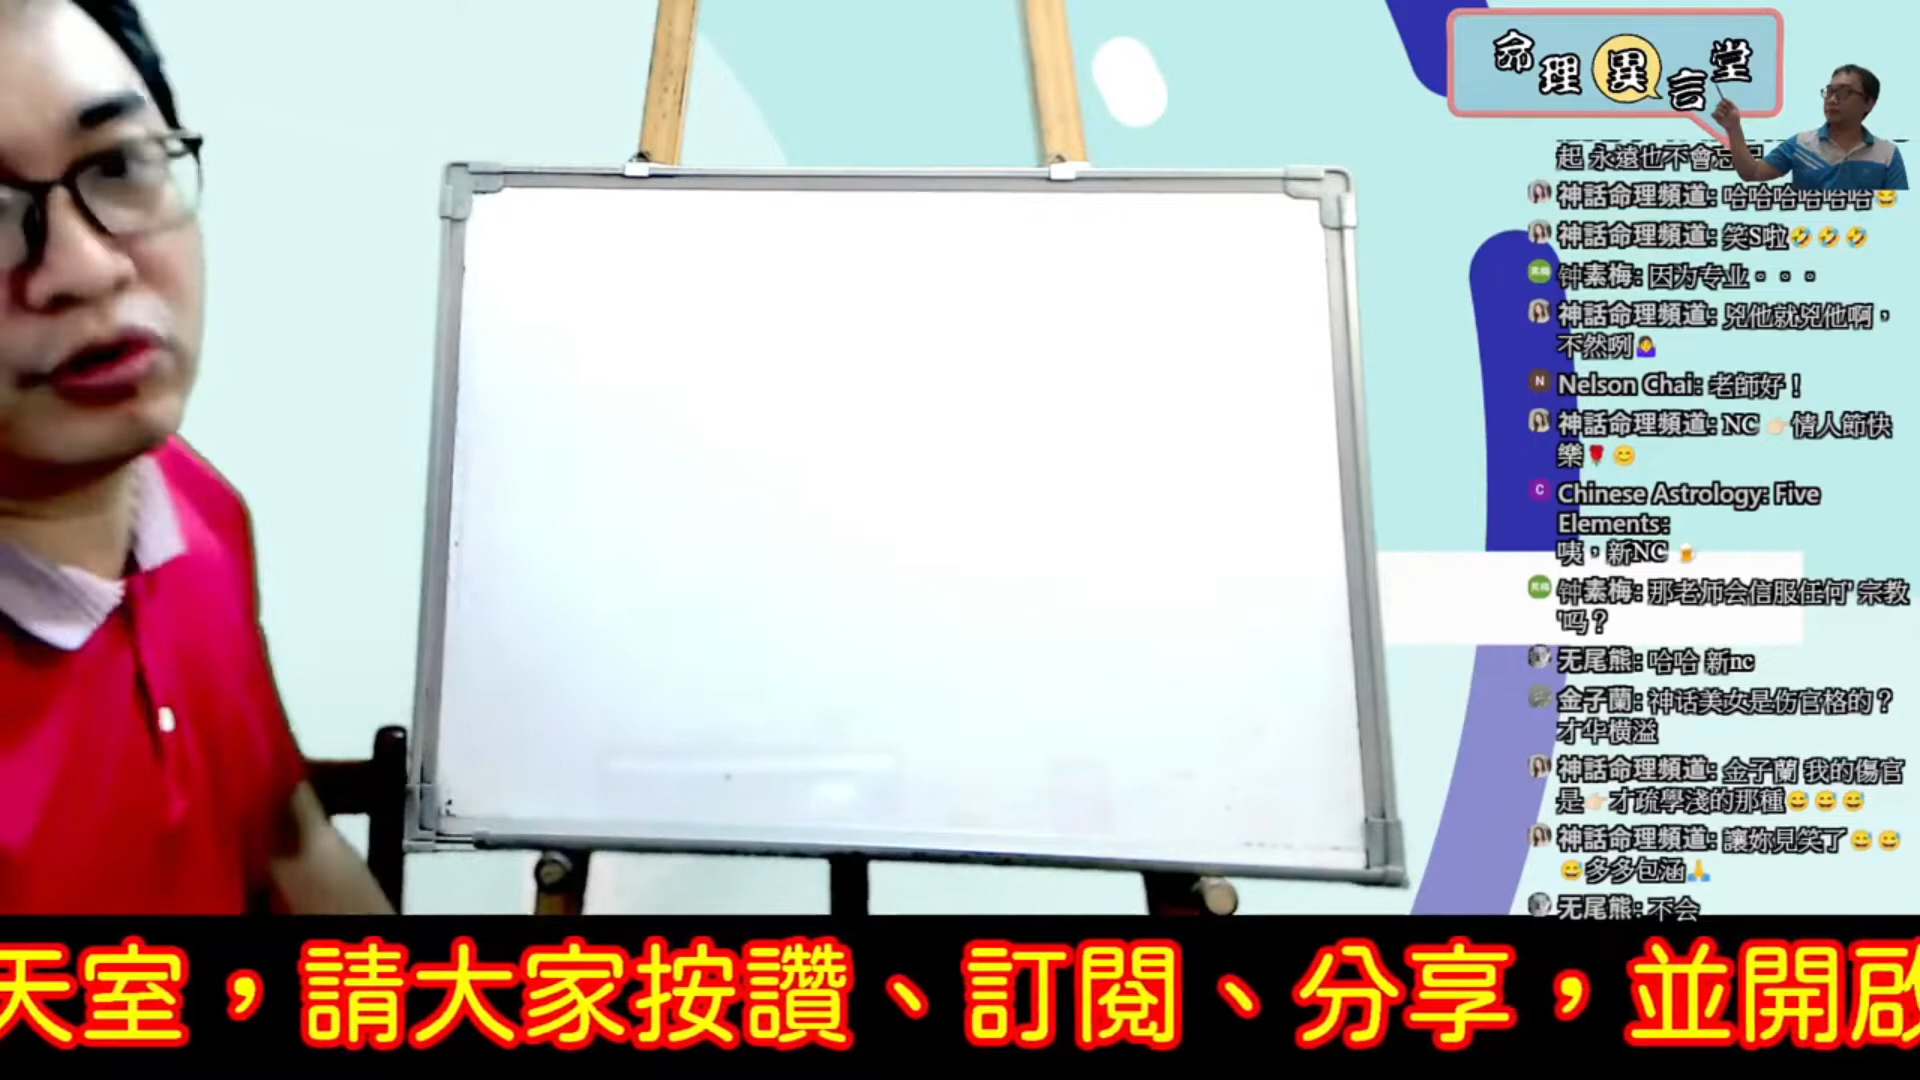 命理異言堂
起 永遠也不會忘
神話命理頻道: 哈哈哈哈哈哈😂
神話命理頻道: 笑S啦🤣🤣🤣
钟素梅: 因为专业。。。
神話命理頻道: 兇他就兇他啊，
不然咧🤷‍♀️
N Nelson Chai: 老師好！
神話命理頻道: NC 👉🏻情人節快
樂🌹😊
C Chinese Astrology: Five
Elements:
咦，新NC 🍺
钟素梅: 那老师会信服任何' 宗教
'吗？
无尾熊: 哈哈 新nc
金子蘭: 神话美女是伤官格的？
才华横溢
神話命理頻道: 金子蘭 我的傷官
是👉🏻才疏學淺的那種😅😅😅
神話命理頻道: 讓妳見笑了😅😅
😅多多包涵🙏
无尾熊: 不会
天室，請大家按讚、訂閱、分享，並開啟